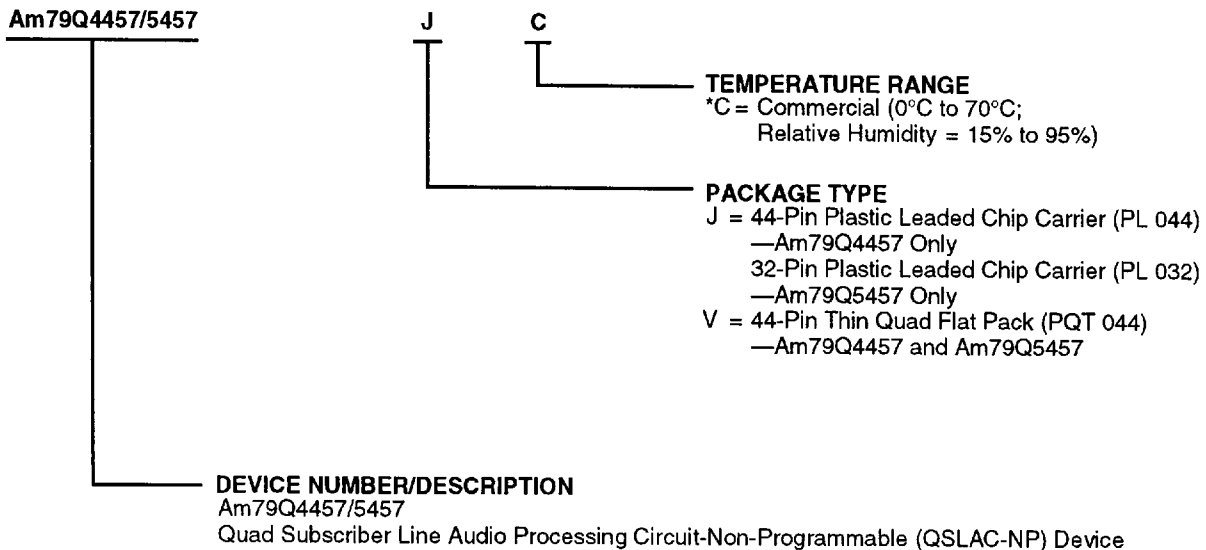 Am79Q4457/5457 J C
TEMPERATURE RANGE
*C = Commercial (0°C to 70°C;
Relative Humidity = 15% to 95%)
PACKAGE TYPE
J = 44-Pin Plastic Leaded Chip Carrier (PL 044)
—Am79Q4457 Only
32-Pin Plastic Leaded Chip Carrier (PL 032)
—Am79Q5457 Only
V = 44-Pin Thin Quad Flat Pack (PQT 044)
—Am79Q4457 and Am79Q5457
DEVICE NUMBER/DESCRIPTION
Am79Q4457/5457
Quad Subscriber Line Audio Processing Circuit-Non-Programmable (QSLAC-NP) Device